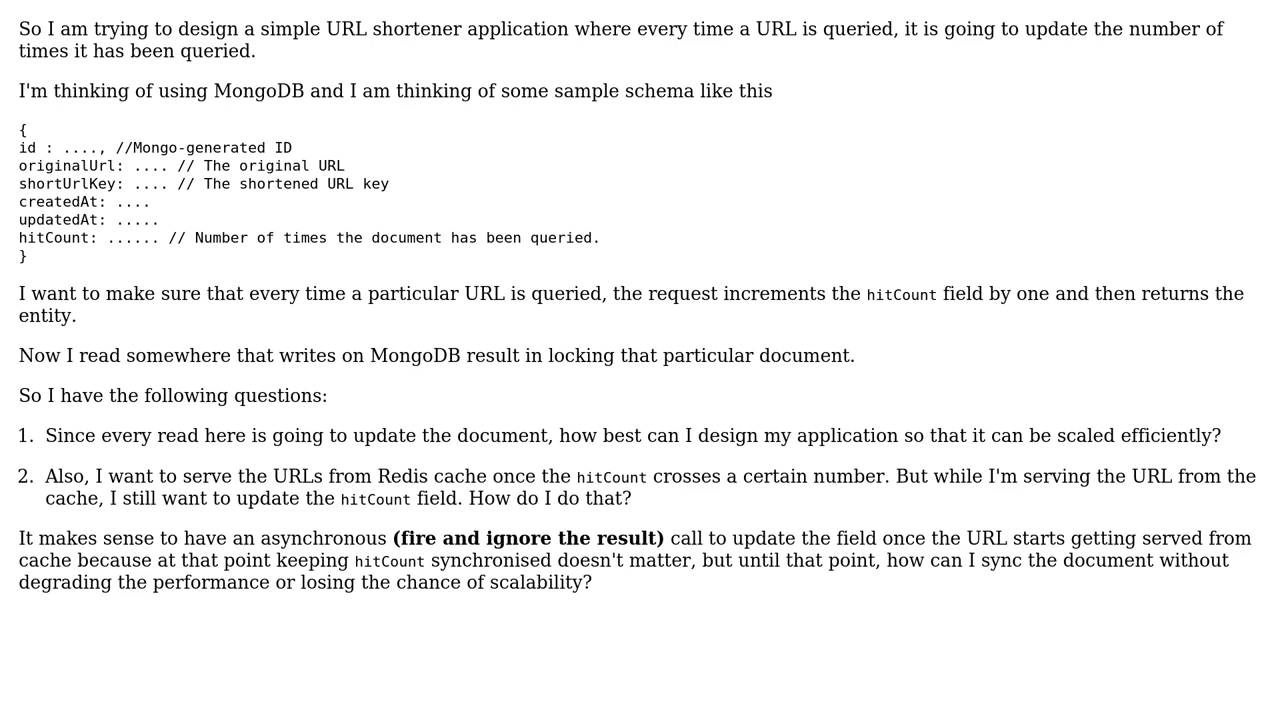 So I am trying to design a simple URL shortener application where every time a URL is queried, it is going to update the number of
times it has been queried.
I'm thinking of using MongoDB and I am thinking of some sample schema like this
{
id : ...., //Mongo-generated ID
originalUrl: .... // The original URL
shortUrlKey: .... // The shortened URL key
createdAt: ....
updatedAt: .....
hitCount: ...... // Number of times the document has been queried.
}
I want to make sure that every time a particular URL is queried, the request increments the hitCount field by one and then returns the
entity.
Now I read somewhere that writes on MongoDB result in locking that particular document.
So I have the following questions:
1. Since every read here is going to update the document, how best can I design my application so that it can be scaled efficiently?
2. Also, I want to serve the URLs from Redis cache once the hitCount crosses a certain number. But while I'm serving the URL from the
cache, I still want to update the hitCount field. How do I do that?
It makes sense to have an asynchronous (fire and ignore the result) call to update the field once the URL starts getting served from
cache because at that point keeping hitCount synchronised doesn't matter, but until that point, how can I sync the document without
degrading the performance or losing the chance of scalability?